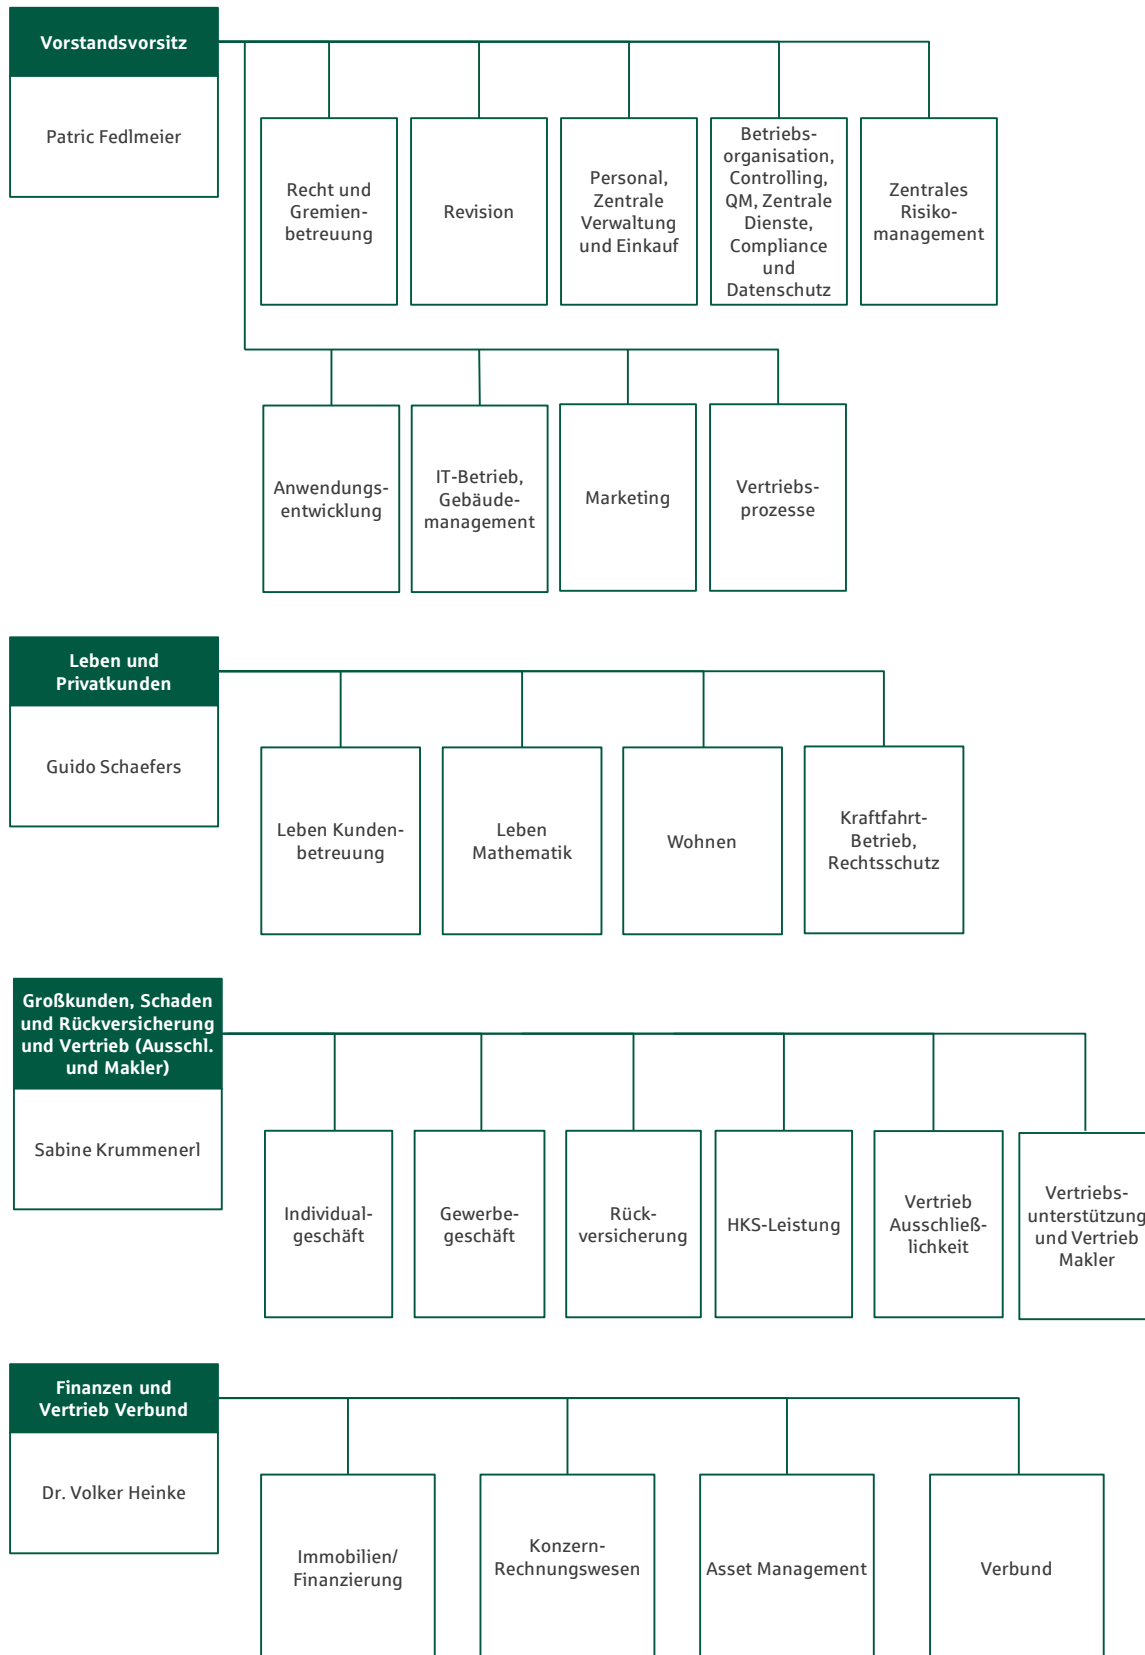 Vorstandsvorsitz
Patric Fedlmeier
Recht und
Gremien-
betreuung
Revision
Personal,
Zentrale
Verwaltung
und Einkauf
Betriebs-
organisation,
Controlling,
QM, Zentrale
Dienste,
Compliance
und
Datenschutz
Zentrales
Risiko-
management
Anwendungs-
entwicklung
IT-Betrieb,
Gebäude-
management
Marketing
Vertriebs-
prozesse
Leben und
Privatkunden
Guido Schaefers
Leben Kunden-
betreuung
Leben
Mathematik
Wohnen
Kraftfahrt-
Betrieb,
Rechtsschutz
Großkunden, Schaden
und Rückversicherung
und Vertrieb (Ausschl.
und Makler)
Sabine Krummenerl
Individual-
geschäft
Gewerbe-
geschäft
Rück-
versicherung
HKS-Leistung
Vertrieb
Ausschließ-
lichkeit
Vertriebs-
unterstützung
und Vertrieb
Makler
Finanzen und
Vertrieb Verbund
Dr. Volker Heinke
Immobilien/
Finanzierung
Konzern-
Rechnungswesen
Asset Management
Verbund